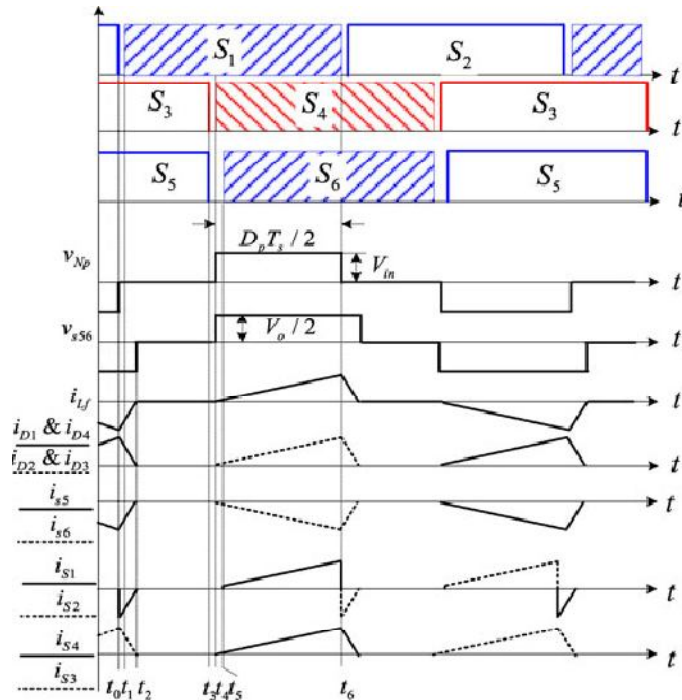 S1 S2
t
S3 S4 S3
t
S5 S6 S5
t
DpTs / 2
vNp
Vin
t
vs56
Vo / 2
t
iLf
t
iD1 & iD4
iD2 & iD3
t
is5
is6
t
iS1
iS2
t
iS4
iS3
t
t0 t1 t2 t3 t4 t5 t6